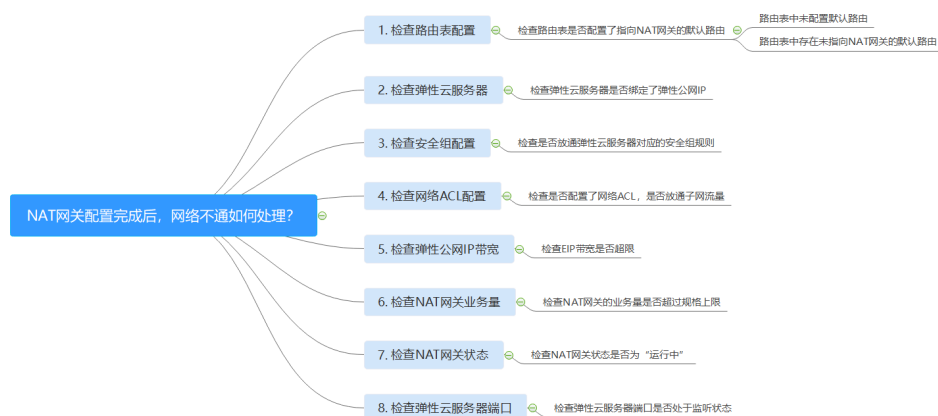 NAT网关配置完成后，网络不通如何处理？
1. 检查路由表配置
检查路由表是否配置了指向NAT网关的默认路由
路由表中未配置默认路由
路由表中存在未指向NAT网关的默认路由
2. 检查弹性云服务器
检查弹性云服务器是否绑定了弹性公网IP
3. 检查安全组配置
检查是否放通弹性云服务器对应的安全组规则
4. 检查网络ACL配置
检查是否配置了网络ACL，是否放通子网流量
5. 检查弹性公网IP带宽
检查EIP带宽是否超限
6. 检查NAT网关业务量
检查NAT网关的业务量是否超过规格上限
7. 检查NAT网关状态
检查NAT网关状态是否为“运行中”
8. 检查弹性云服务器端口
检查弹性云服务器端口是否处于监听状态